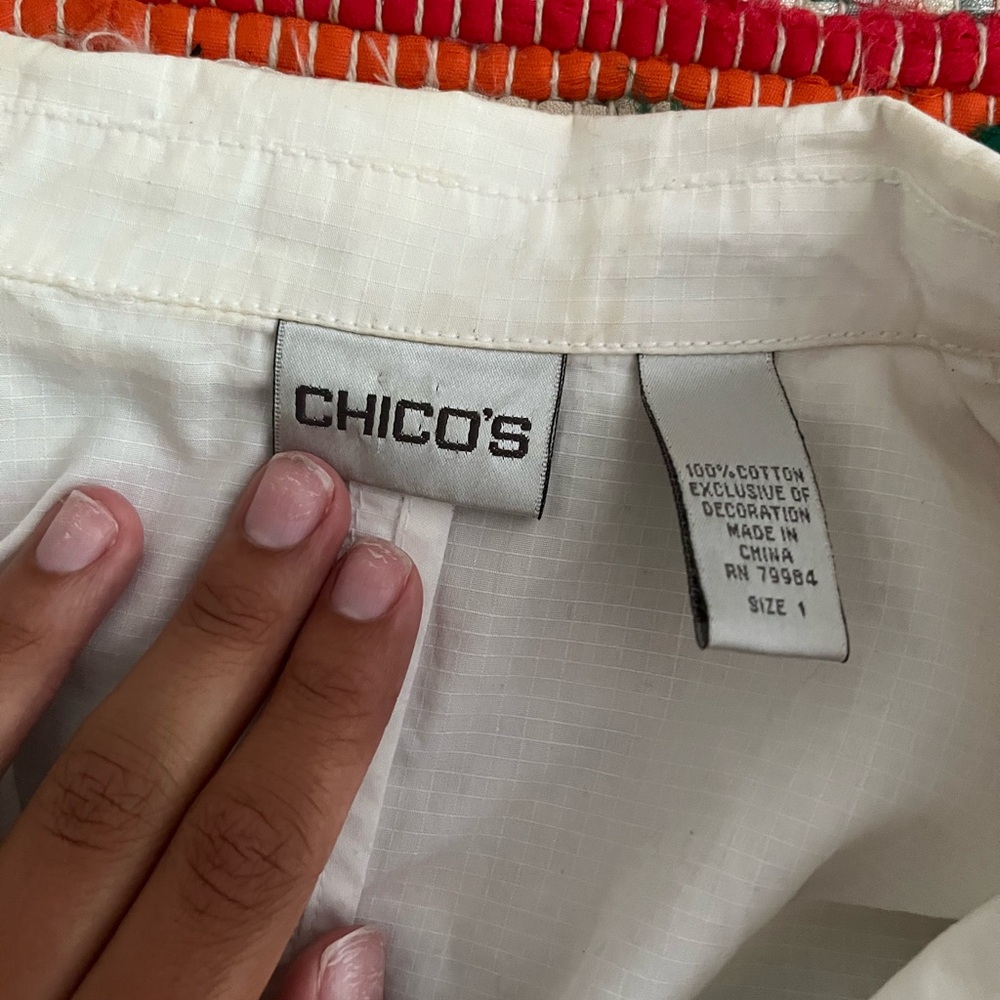 CHICO'S
100% COTTON
EXCLUSIVE OF
DECORATION
MADE IN
CHINA
RN 79984
SIZE 1